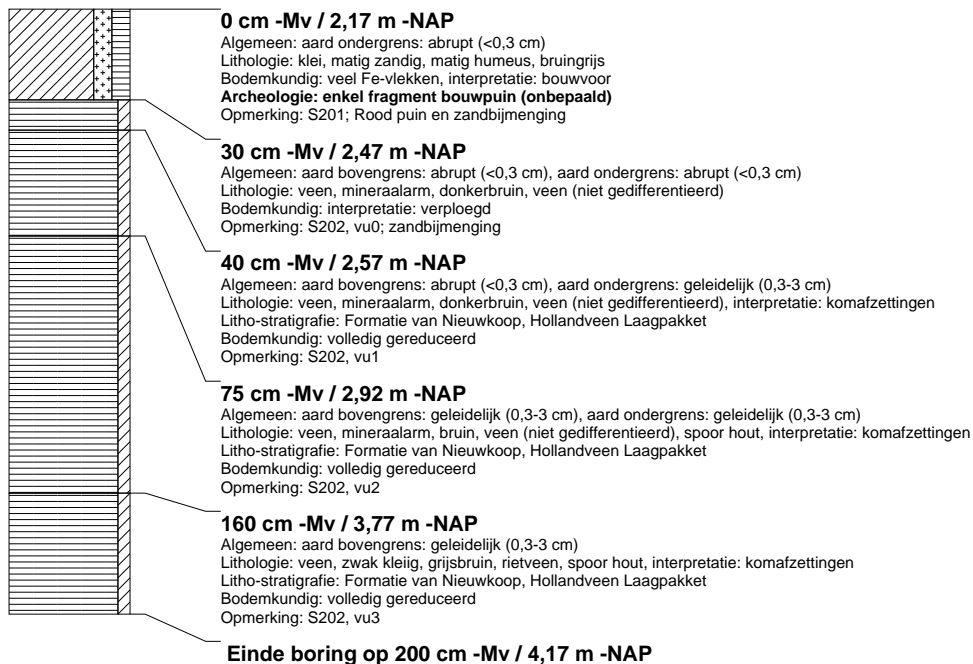 0 cm -Mv / 2,17 m -NAP
Algemeen: aard ondergrens: abrupt (<0,3 cm)
Lithologie: klei, matig zandig, matig humeus, bruingrijs
Bodemkundig: veel Fe-vlekken, interpretatie: bouwvoor
Archeologie: enkel fragment bouwpuin (onbepaald)
Opmerking: S201; Rood puin en zandbijmenging
30 cm -Mv / 2,47 m -NAP
Algemeen: aard bovengrens: abrupt (<0,3 cm), aard ondergrens: abrupt (<0,3 cm)
Lithologie: veen, mineraalarm, donkerbruin, veen (niet gedifferentieerd)
Bodemkundig: interpretatie: verploegd
Opmerking: S202, vu0; zandbijmenging
40 cm -Mv / 2,57 m -NAP
Algemeen: aard bovengrens: abrupt (<0,3 cm), aard ondergrens: geleidelijk (0,3-3 cm)
Lithologie: veen, mineraalarm, donkerbruin, veen (niet gedifferentieerd), interpretatie: komafzettingen
Litho-stratigrafie: Formatie van Nieuwkoop, Hollandveen Laagpakket
Bodemkundig: volledig gereduceerd
Opmerking: S202, vu1
75 cm -Mv / 2,92 m -NAP
Algemeen: aard bovengrens: geleidelijk (0,3-3 cm), aard ondergrens: geleidelijk (0,3-3 cm)
Lithologie: veen, mineraalarm, bruin, veen (niet gedifferentieerd), spoor hout, interpretatie: komafzettingen
Litho-stratigrafie: Formatie van Nieuwkoop, Hollandveen Laagpakket
Bodemkundig: volledig gereduceerd
Opmerking: S202, vu2
160 cm -Mv / 3,77 m -NAP
Algemeen: aard bovengrens: geleidelijk (0,3-3 cm)
Lithologie: veen, zwak kleiig, grijsbruin, rietveen, spoor hout, interpretatie: komafzettingen
Litho-stratigrafie: Formatie van Nieuwkoop, Hollandveen Laagpakket
Bodemkundig: volledig gereduceerd
Opmerking: S202, vu3
Einde boring op 200 cm -Mv / 4,17 m -NAP